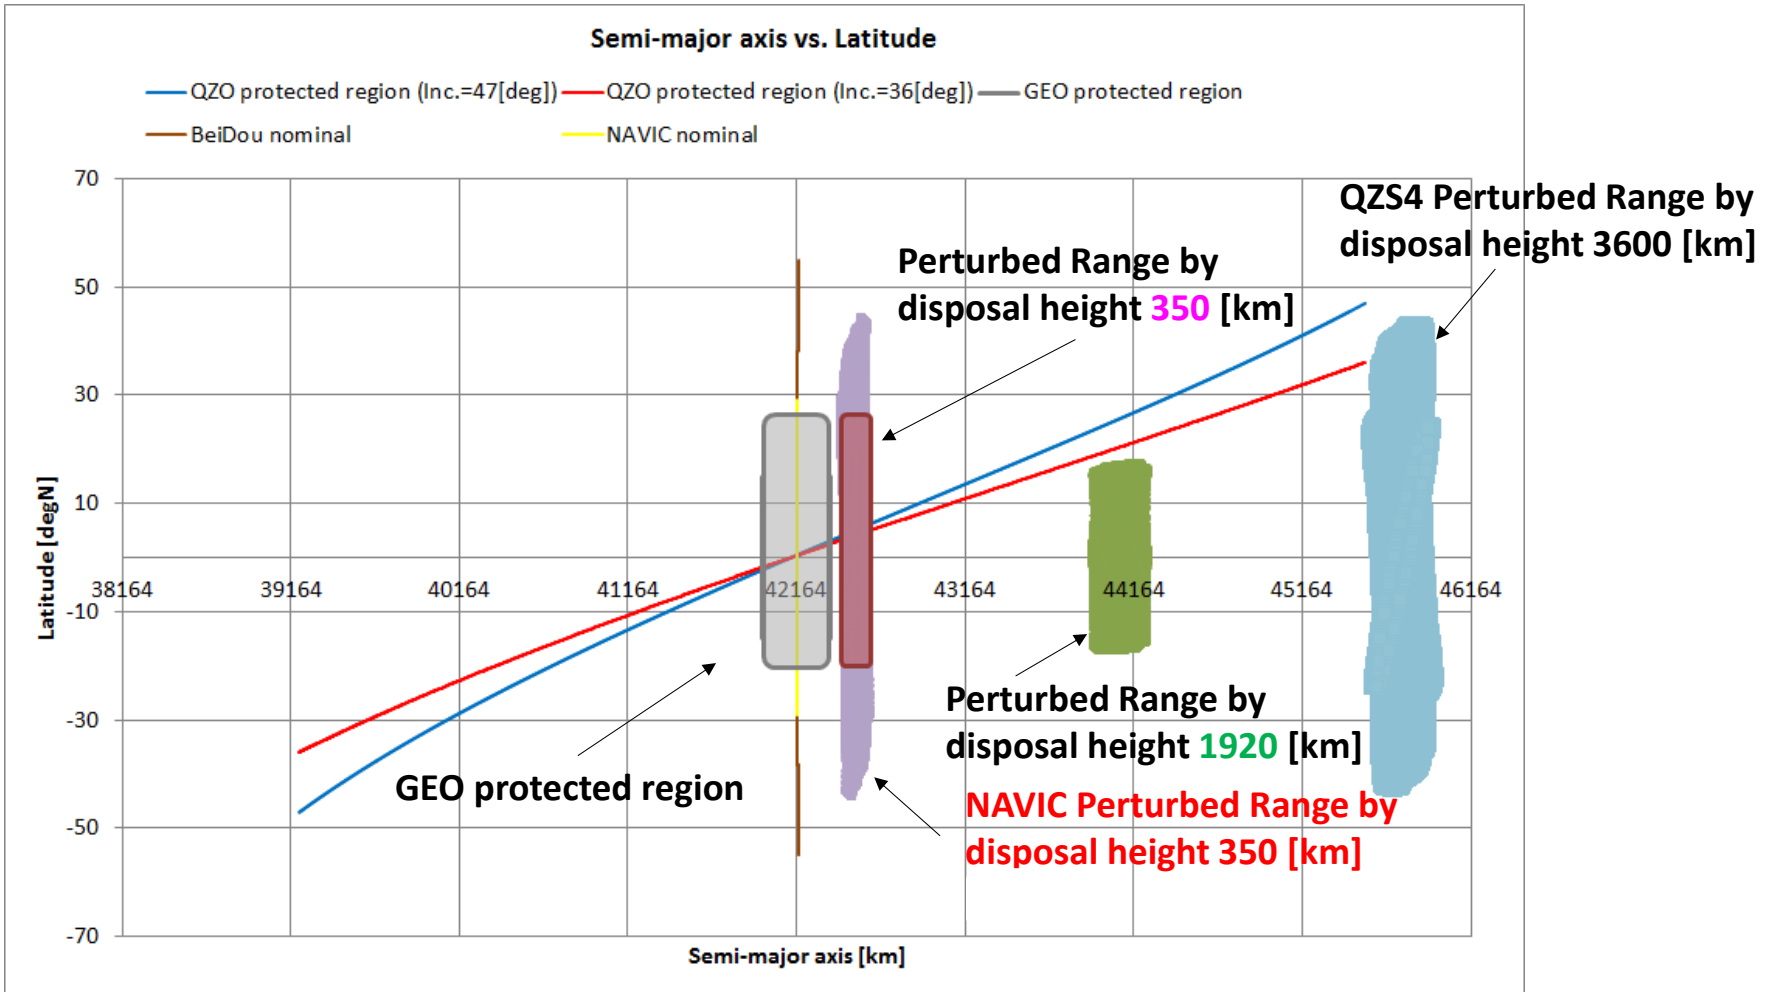 Semi-major axis vs. Latitude
QZO protected region (Inc.=47[deg]) QZO protected region (Inc.=36[deg]) GEO protected region
BeiDou nominal NAVIC nominal
70
50
30
10
-10
-30
-50
-70
Latitude [degN]
38164 39164 40164 41164 42164 43164 44164 45164 46164
Semi-major axis [km]
QZS4 Perturbed Range by
disposal height 3600 [km]
Perturbed Range by
disposal height 350 [km]
Perturbed Range by
disposal height 1920 [km]
GEO protected region
NAVIC Perturbed Range by
disposal height 350 [km]